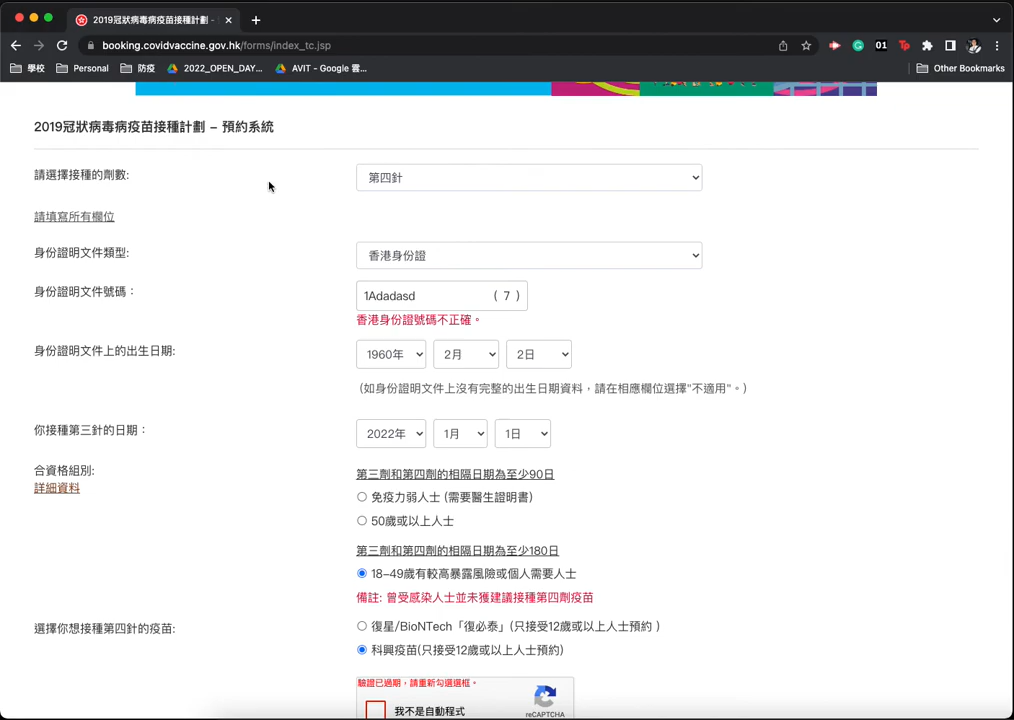 2019冠狀病毒病疫苗接種計劃 -
booking.covidvaccine.gov.hk/forms/index_tc.jsp
學校
Personal
防疫
2022_OPEN_DAY...
AVIT - Google 雲...
Other Bookmarks
2019冠狀病毒病疫苗接種計劃 – 預約系統
請選擇接種的劑數:
第四針
請填寫所有欄位
身份證明文件類型:
香港身份證
身份證明文件號碼：
1Adadasd ( 7 )
香港身份證號碼不正確。
身份證明文件上的出生日期:
1960年 2月 2日
(如身份證明文件上沒有完整的出生日期資料，請在相應欄位選擇"不適用"。)
你接種第三針的日期：
2022年 1月 1日
合資格組別:
詳細資料
第三劑和第四劑的相隔日期為至少90日
免疫力弱人士 (需要醫生證明書)
50歲或以上人士
第三劑和第四劑的相隔日期為至少180日
18–49歲有較高暴露風險或個人需要人士
備註: 曾受感染人士並未獲建議接種第四劑疫苗
選擇你想接種第四針的疫苗:
復星/BioNTech「復必泰」(只接受12歲或以上人士預約 )
科興疫苗(只接受12歲或以上人士預約)
驗證已過期，請重新勾選選框。
我不是自動程式
reCAPTCHA